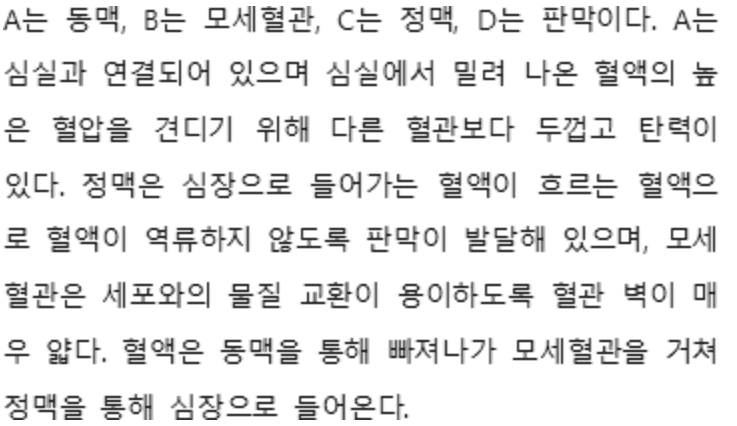 A는 동맥, B는 모세혈관, C는 정맥, D는 판막이다. A는
심실과 연결되어 있으며 심실에서 밀려 나온 혈액의 높
은 혈압을 견디기 위해 다른 혈관보다 두껍고 탄력이
있다. 정맥은 심장으로 들어가는 혈액이 흐르는 혈액으
로 혈액이 역류하지 않도록 판막이 발달해 있으며, 모세
혈관은 세포와의 물질 교환이 용이하도록 혈관 벽이 매
우 얇다. 혈액은 동맥을 통해 빠져나가 모세혈관을 거쳐
정맥을 통해 심장으로 들어온다.